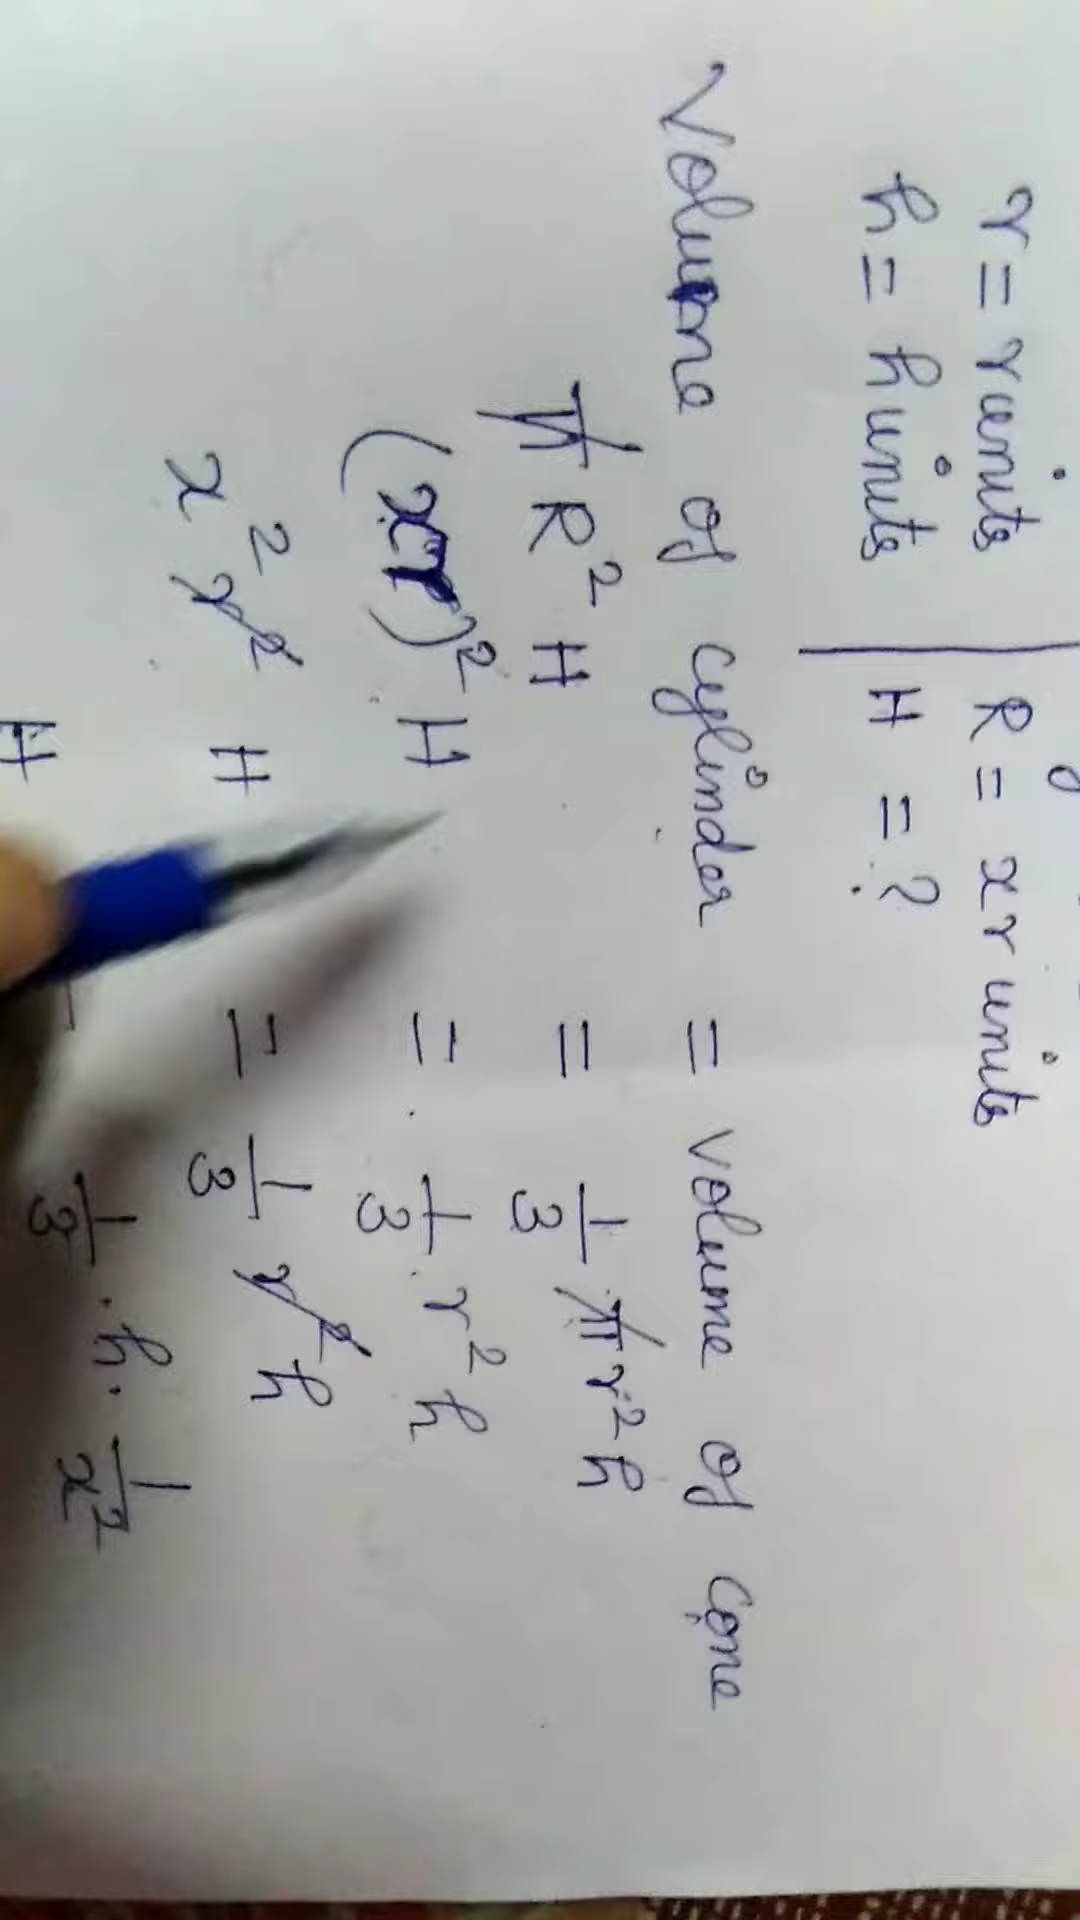 r = r units | R = xr units
h = h units | H = ?
Volume of cylinder = volume of cone
π R² H = 1/3 π r² h
(xr)² H = 1/3 . r² h
x² r² H = 1/3 r² h
H = 1/3 . h . 1/x²